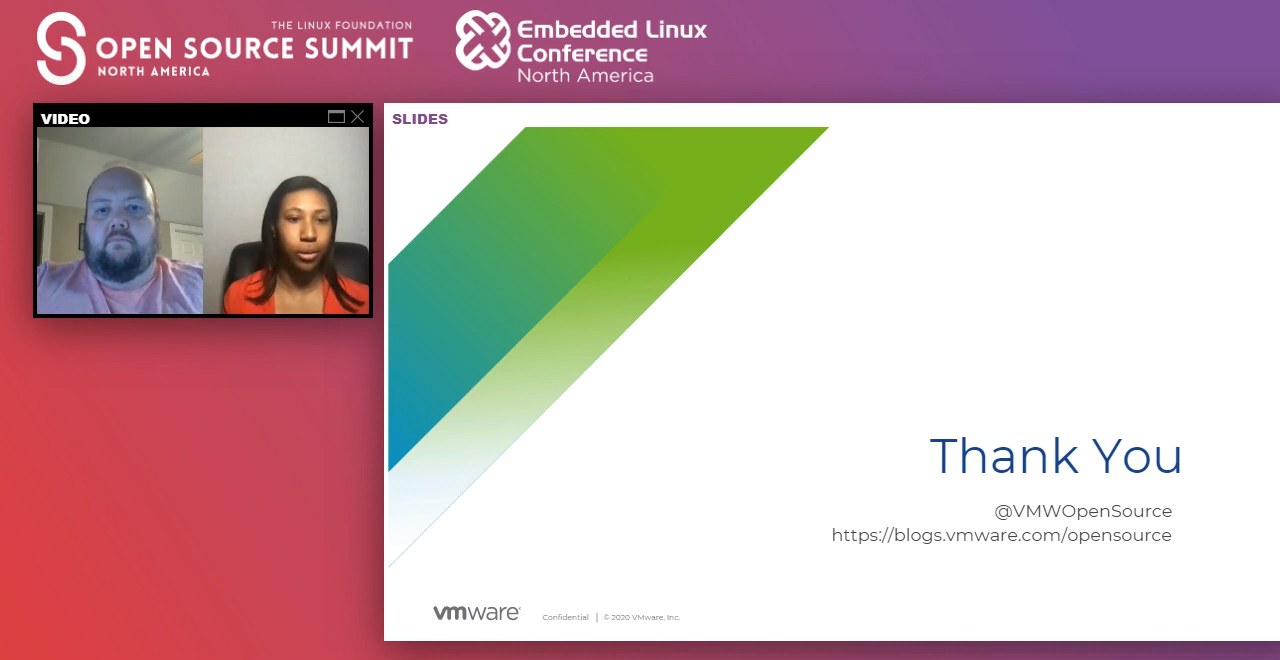 THE LINUX FOUNDATION
OPEN SOURCE SUMMIT
NORTH AMERICA
Embedded Linux
Conference
North America
VIDEO
SLIDES
Thank You
@VMWOpenSource
https://blogs.vmware.com/opensource
vmware®
Confidential | © 2020 VMware, Inc.